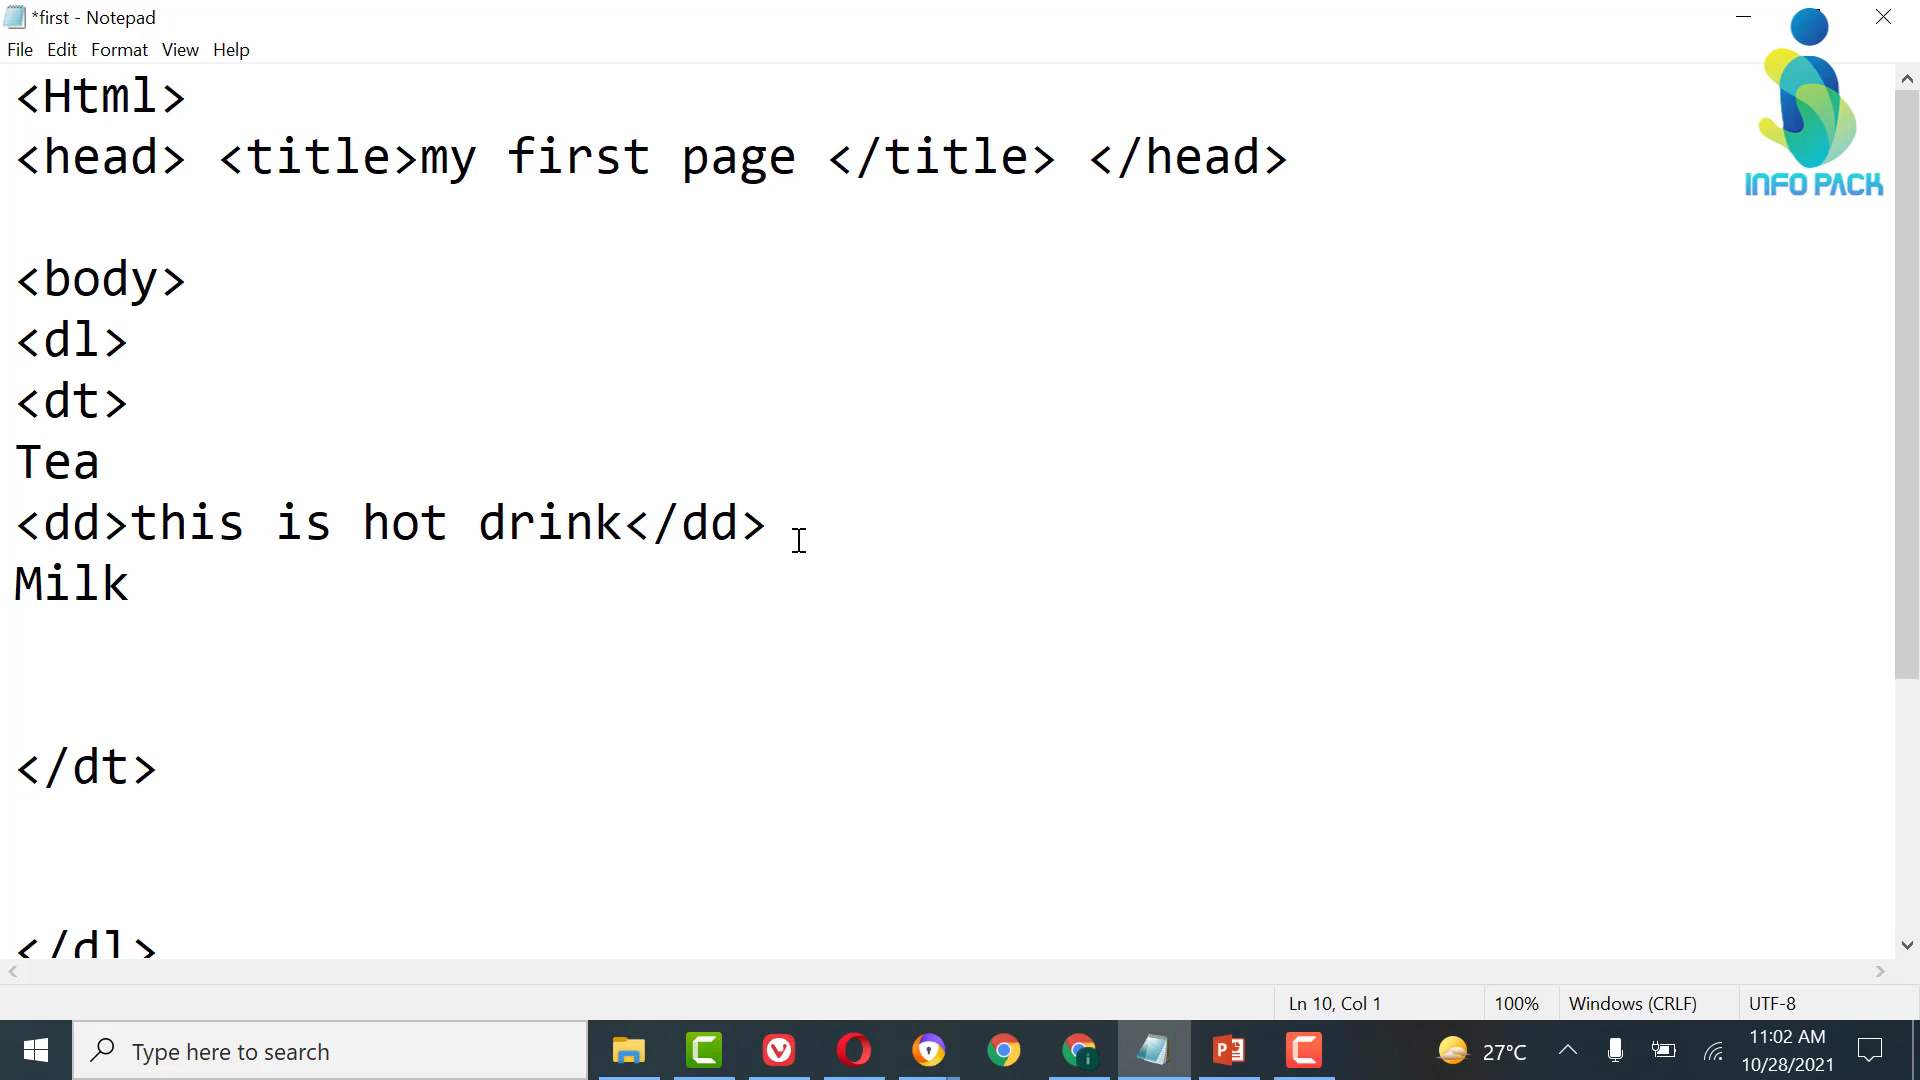 *first - Notepad
File Edit Format View Help
<Html>
<head> <title>my first page </title> </head>
<body>
<dl>
<dt>
Tea
<dd>this is hot drink</dd>
Milk
</dt>
</dl>
INFO PACK
Ln 10, Col 1 100% Windows (CRLF) UTF-8
Type here to search
27°C
11:02 AM
10/28/2021